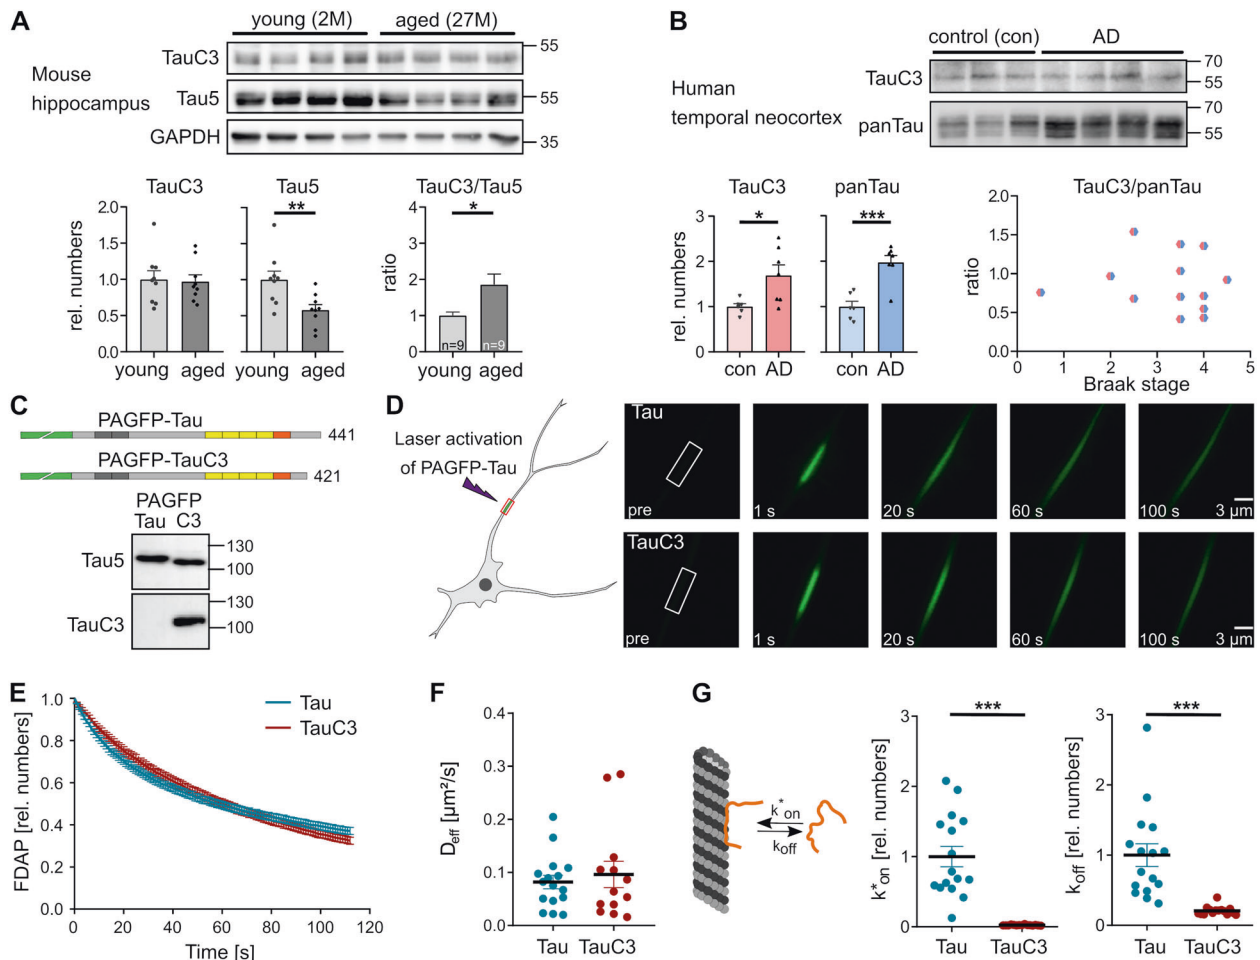 A
young (2M)
aged (27M)
Mouse
hippocampus
TauC3
55
Tau5
55
GAPDH
35
TauC3
Tau5
TauC3/Tau5
rel. numbers
2.0
1.5
1.0
0.5
0.0
**
ratio
4
3
2
1
0
*
n=9
n=9
young aged
young aged
young aged
B
control (con)
AD
Human
temporal neocortex
TauC3
70
55
panTau
70
55
TauC3
panTau
TauC3/panTau
rel. numbers
3
2
1
0
*
***
con AD
con AD
ratio
2.0
1.5
1.0
0.5
0.0
0 1 2 3 4 5
Braak stage
C
PAGFP-Tau
441
PAGFP-TauC3
421
PAGFP
Tau C3
Tau5
130
100
TauC3
130
100
D
Laser activation
of PAGFP-Tau
Tau
pre
1 s
20 s
60 s
100 s
3 µm
TauC3
pre
1 s
20 s
60 s
100 s
3 µm
E
FDAP [rel. numbers]
1.0
0.8
0.6
0.4
0.2
0.0
0 20 40 60 80 100 120
Time [s]
Tau
TauC3
F
Deff [µm²/s]
0.4
0.3
0.2
0.1
0.0
Tau TauC3
G
k*on
koff
k*on [rel. numbers]
3
2
1
0
***
Tau TauC3
koff [rel. numbers]
3
2
1
0
***
Tau TauC3